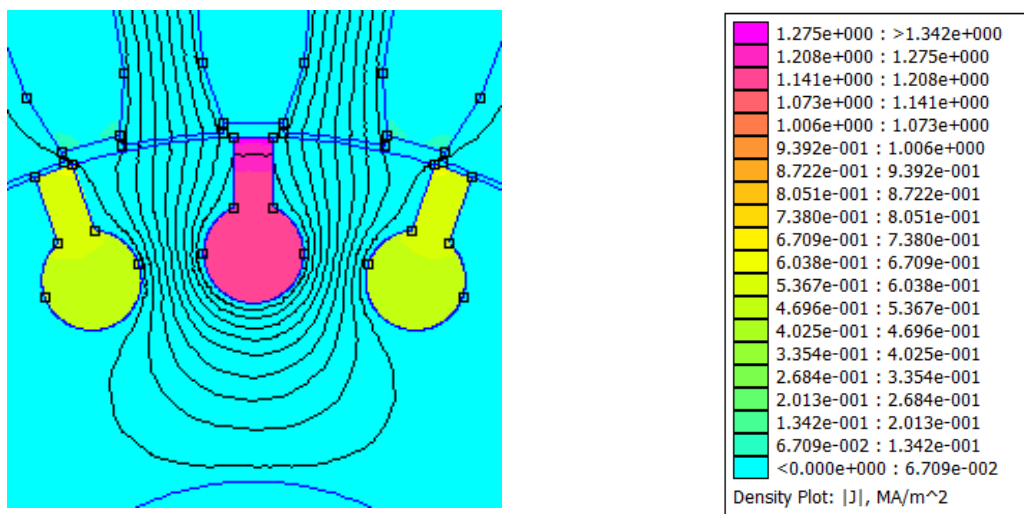 1.275e+000 : >1.342e+000
1.208e+000 : 1.275e+000
1.141e+000 : 1.208e+000
1.073e+000 : 1.141e+000
1.006e+000 : 1.073e+000
9.392e-001 : 1.006e+000
8.722e-001 : 9.392e-001
8.051e-001 : 8.722e-001
7.380e-001 : 8.051e-001
6.709e-001 : 7.380e-001
6.038e-001 : 6.709e-001
5.367e-001 : 6.038e-001
4.696e-001 : 5.367e-001
4.025e-001 : 4.696e-001
3.354e-001 : 4.025e-001
2.684e-001 : 3.354e-001
2.013e-001 : 2.684e-001
1.342e-001 : 2.013e-001
6.709e-002 : 1.342e-001
<0.000e+000 : 6.709e-002
Density Plot: |J|, MA/m^2